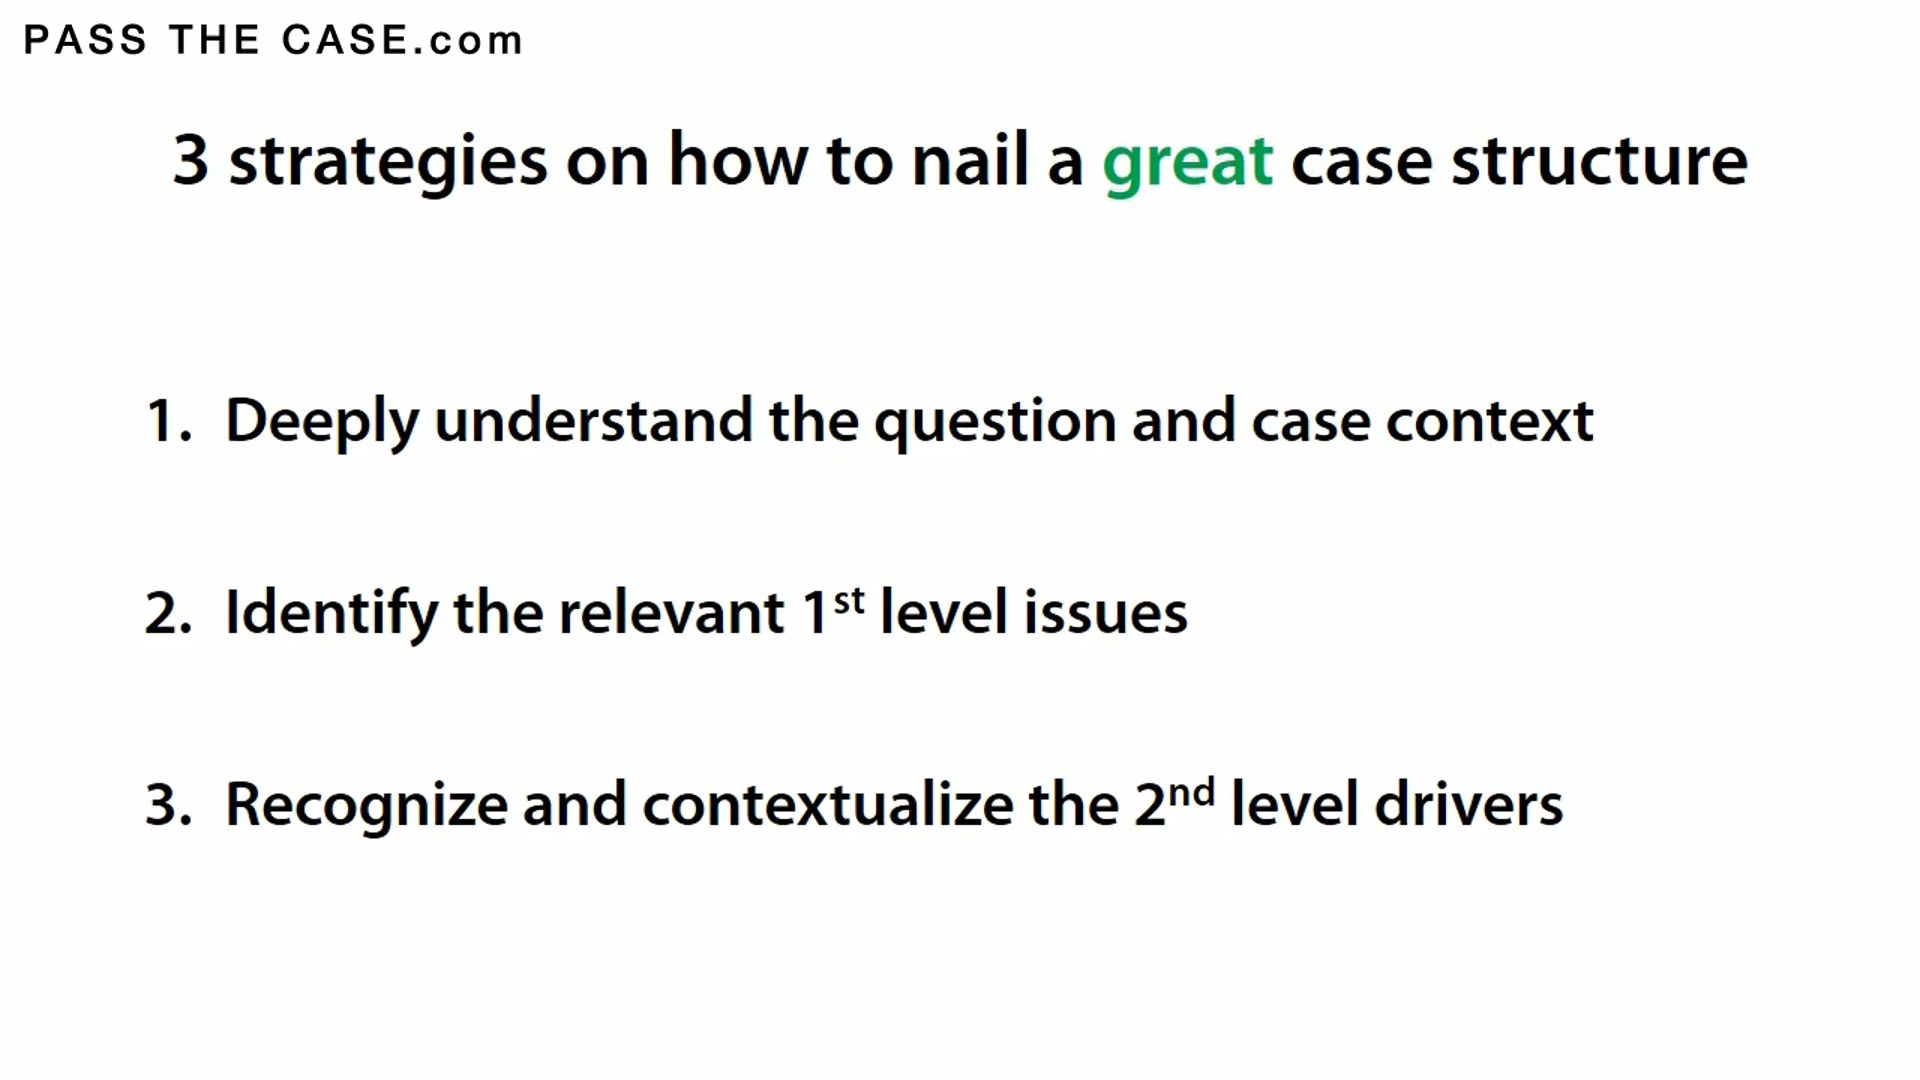 PASS THE CASE.com
3 strategies on how to nail a great case structure
1. Deeply understand the question and case context
2. Identify the relevant 1st level issues
3. Recognize and contextualize the 2nd level drivers